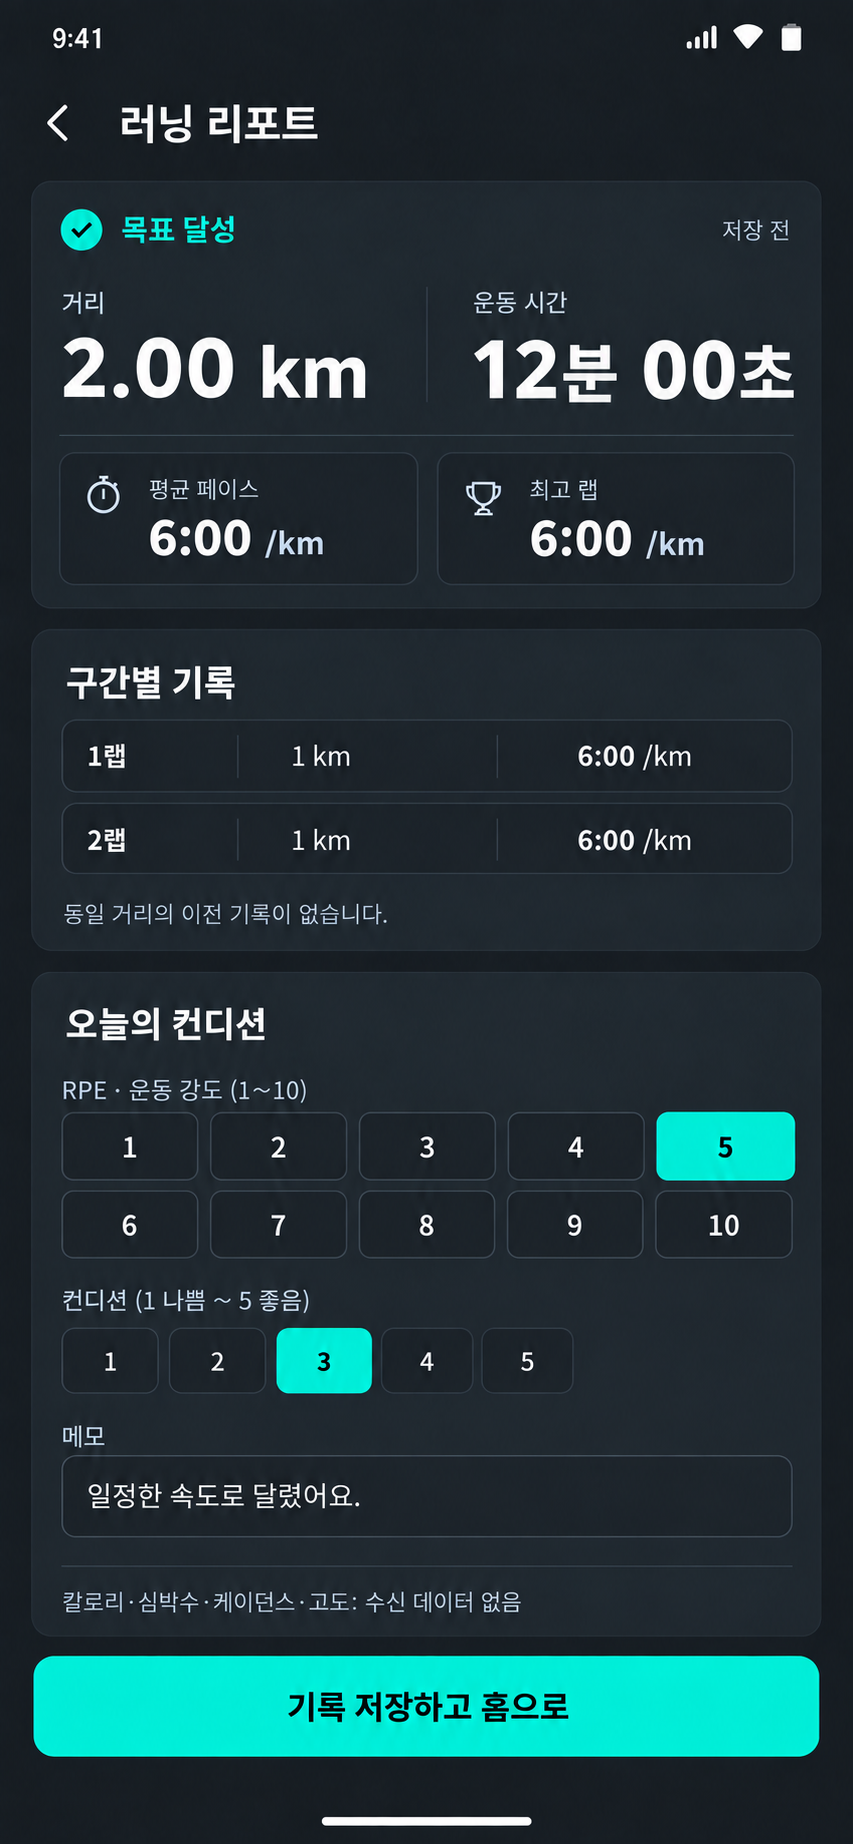 9:41
러닝 리포트
목표 달성 저장 전
거리 운동 시간
2.00 km 12분 00초
평균 페이스 최고 랩
6:00 /km 6:00 /km
구간별 기록
1랩 1 km 6:00 /km
2랩 1 km 6:00 /km
동일 거리의 이전 기록이 없습니다.
오늘의 컨디션
RPE · 운동 강도 (1~10)
1 2 3 4 5
6 7 8 9 10
컨디션 (1 나쁨 ~ 5 좋음)
1 2 3 4 5
메모
일정한 속도로 달렸어요.
칼로리·심박수·케이던스·고도: 수신 데이터 없음
기록 저장하고 홈으로